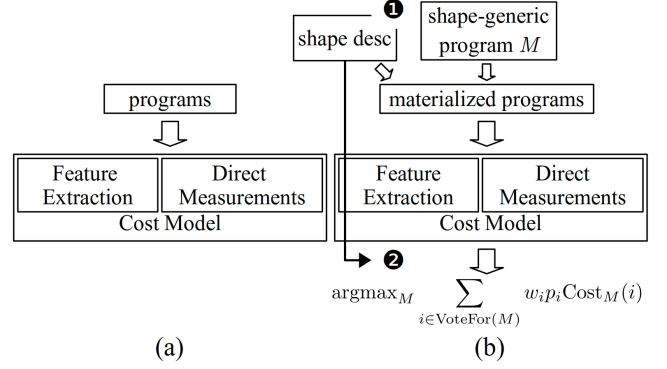 programs
Feature
Extraction
Direct
Measurements
Cost Model
(a)
❶
shape desc
shape-generic
program M
materialized programs
Feature
Extraction
Direct
Measurements
Cost Model
❷
argmax_M ∑_{i∈VoteFor(M)} w_i p_i Cost_M(i)
(b)